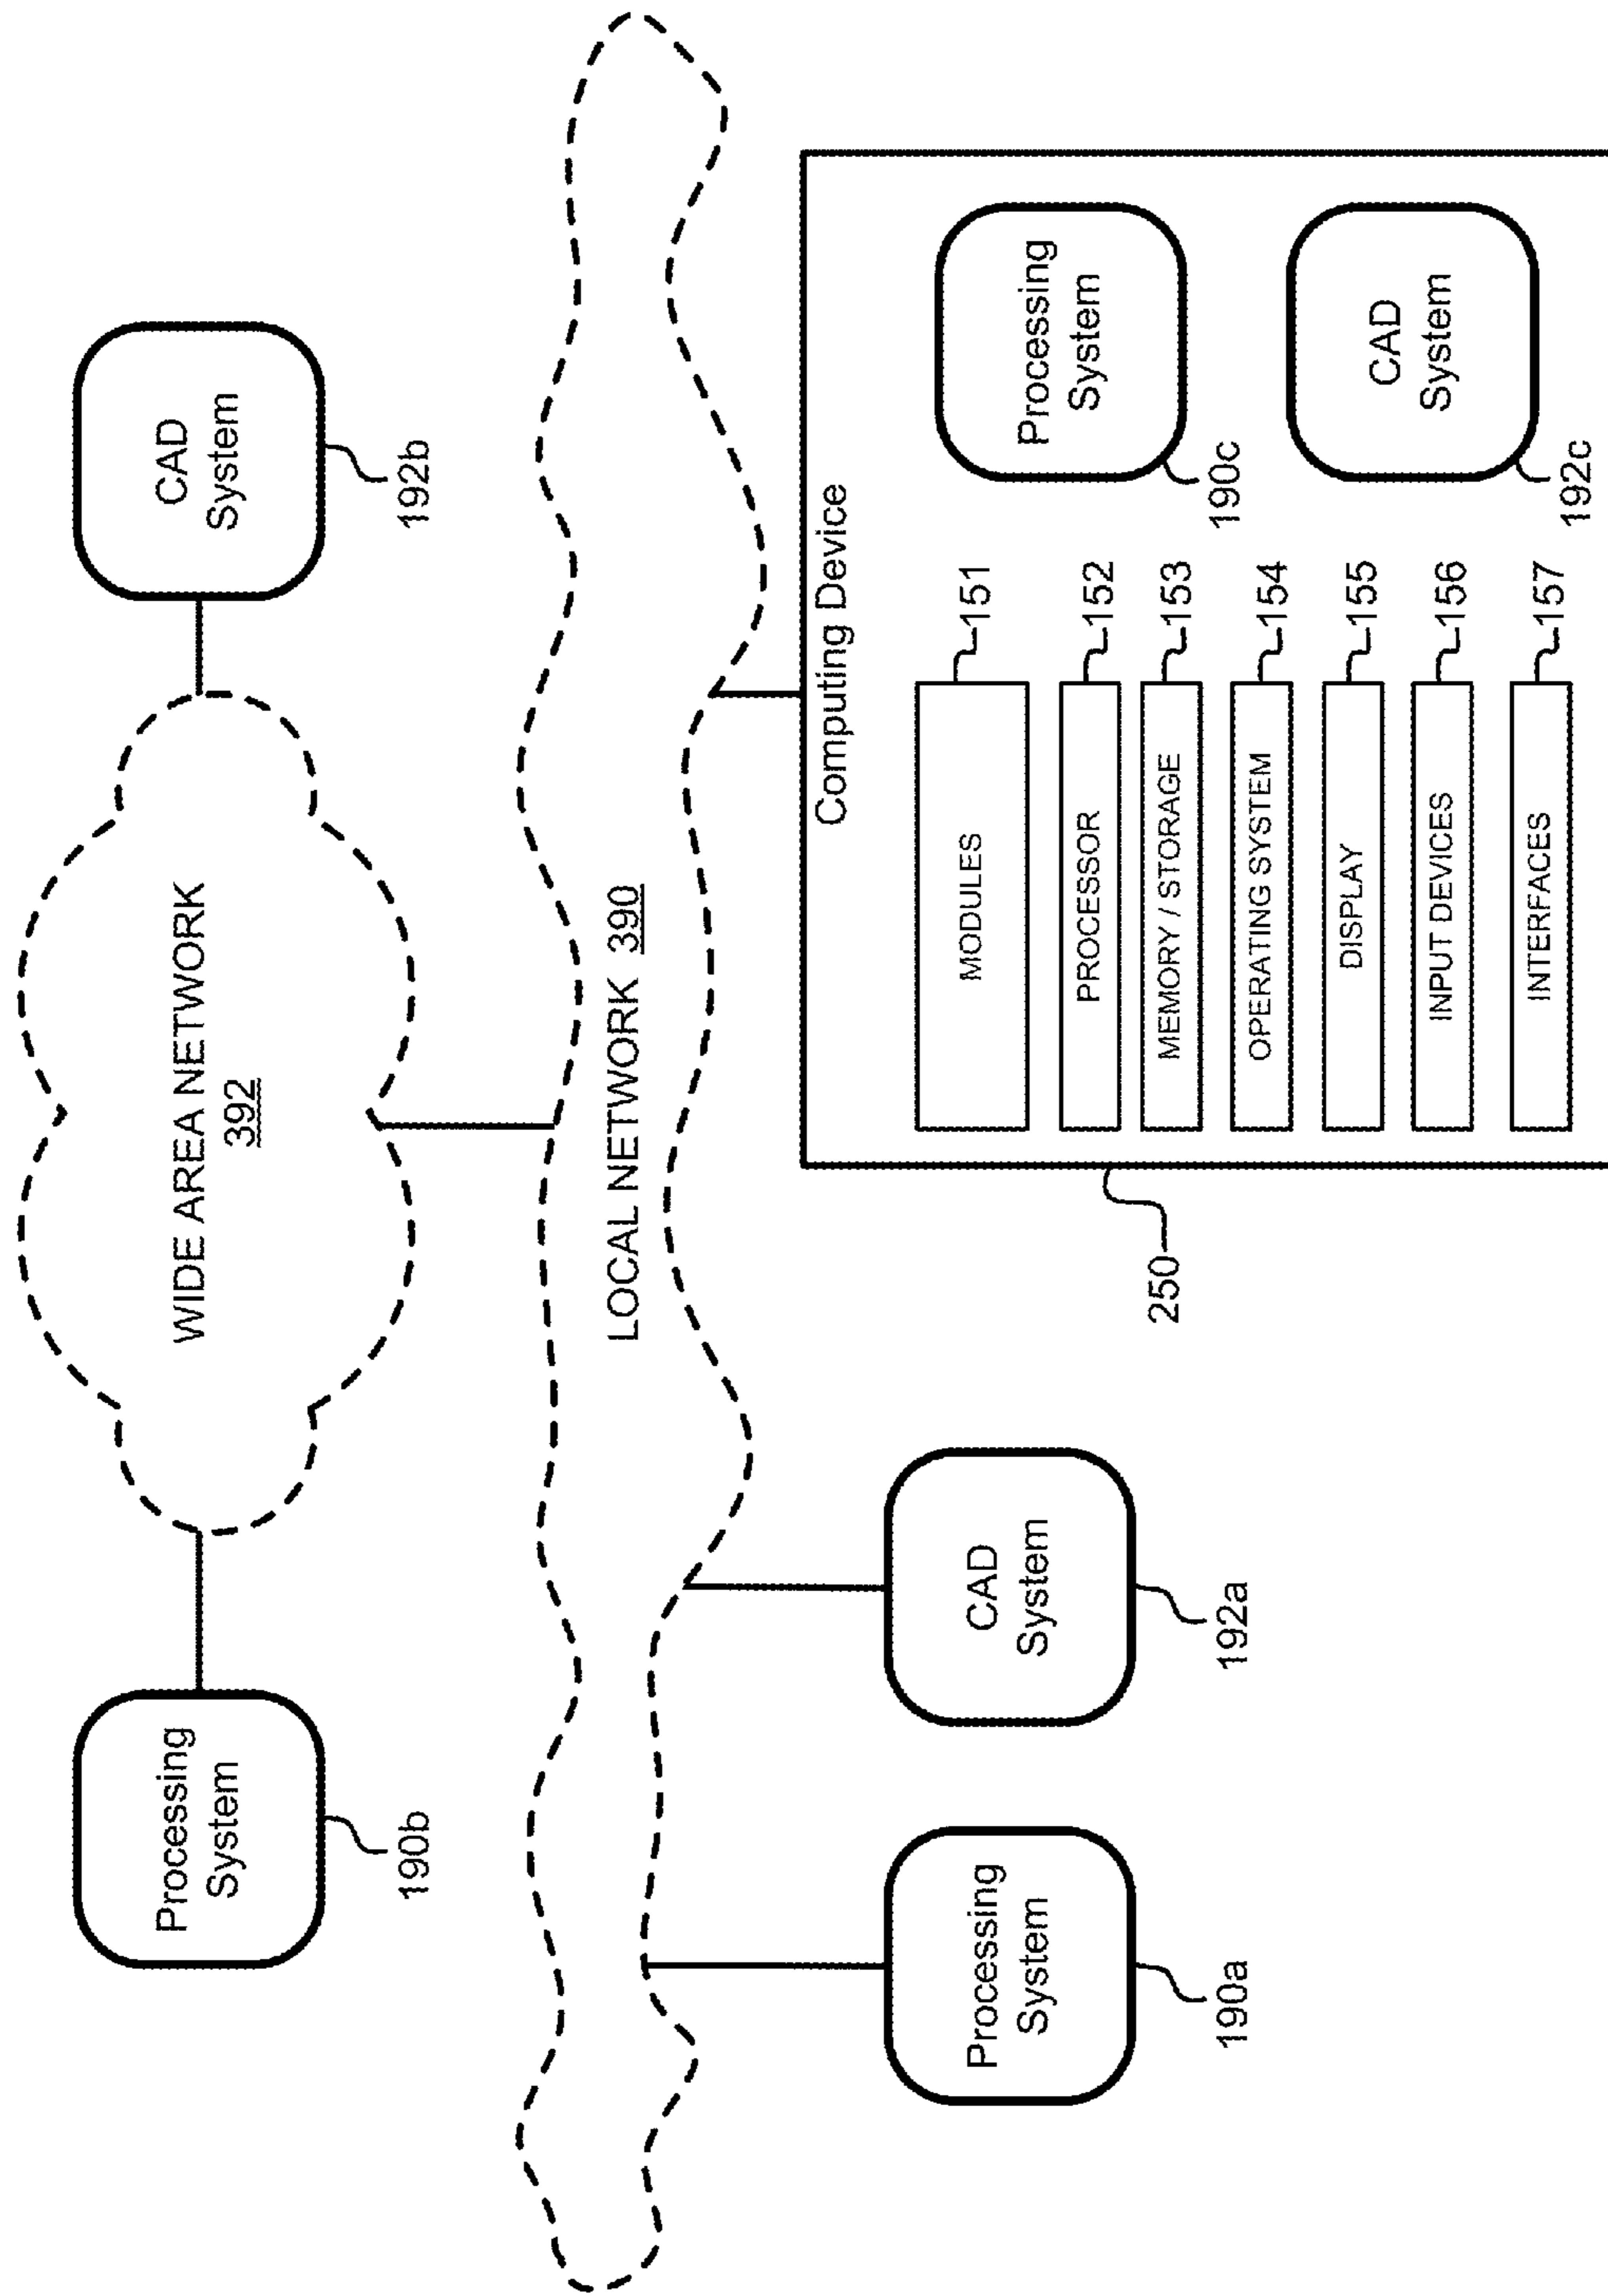 Processing
System
190b
WIDE AREA NETWORK
392
CAD
System
192b
LOCAL NETWORK 390
Processing
System
190a
CAD
System
192a
250
Computing Device
MODULES
151
PROCESSOR
152
MEMORY / STORAGE
153
OPERATING SYSTEM
154
DISPLAY
155
INPUT DEVICES
156
INTERFACES
157
Processing
System
190c
CAD
System
192c